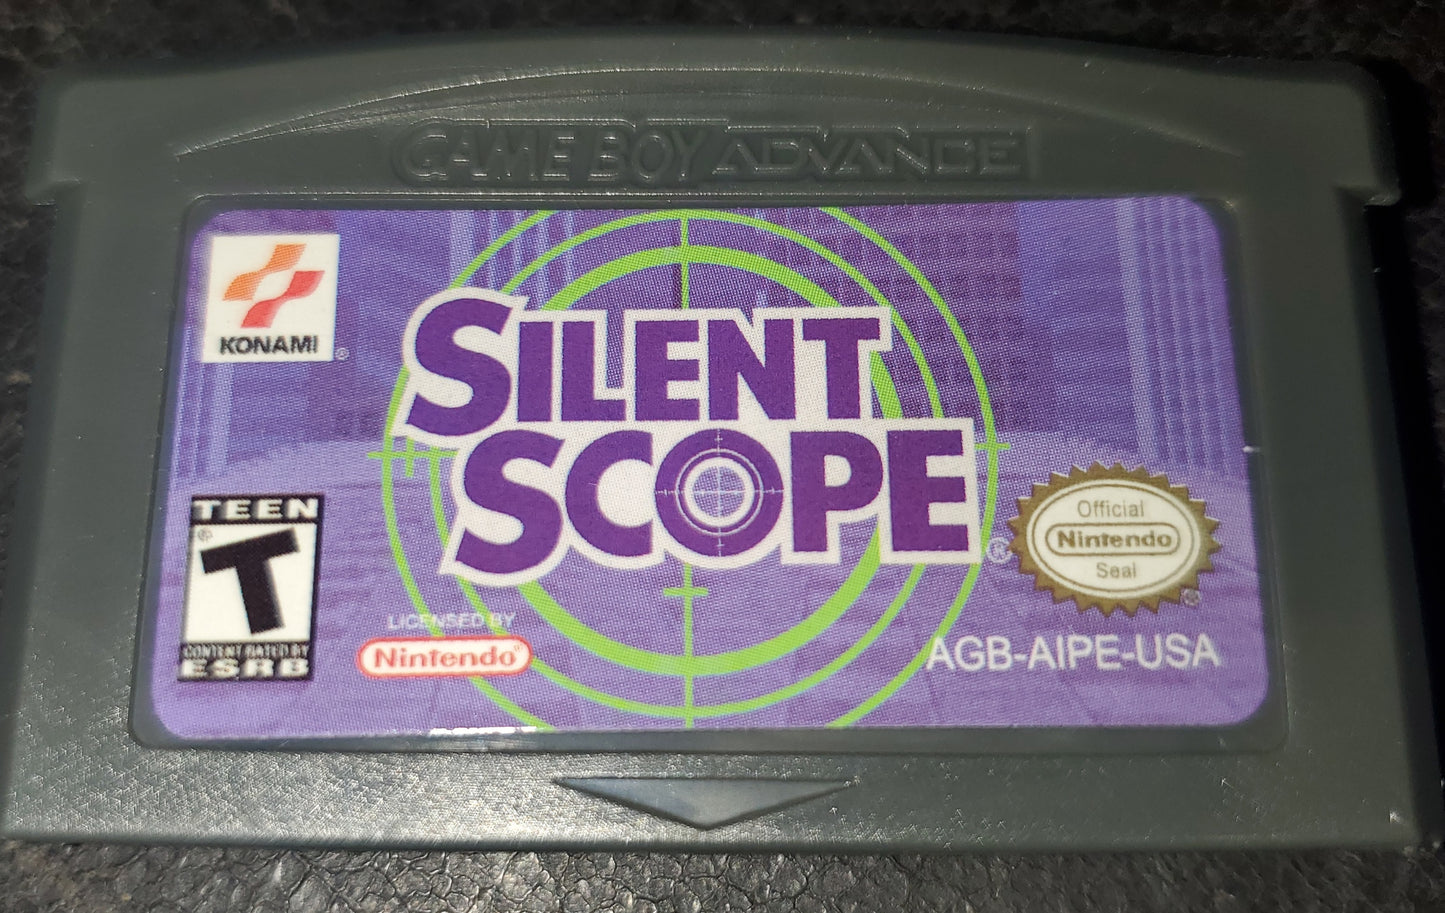 GAME BOY ADVANCE
KONAMI ®
SILENT
SCOPE ®
TEEN
T ®
CONTENT RATED BY
ESRB
LICENSED BY
Nintendo®
Official
Nintendo
Seal
®
AGB-AIPE-USA